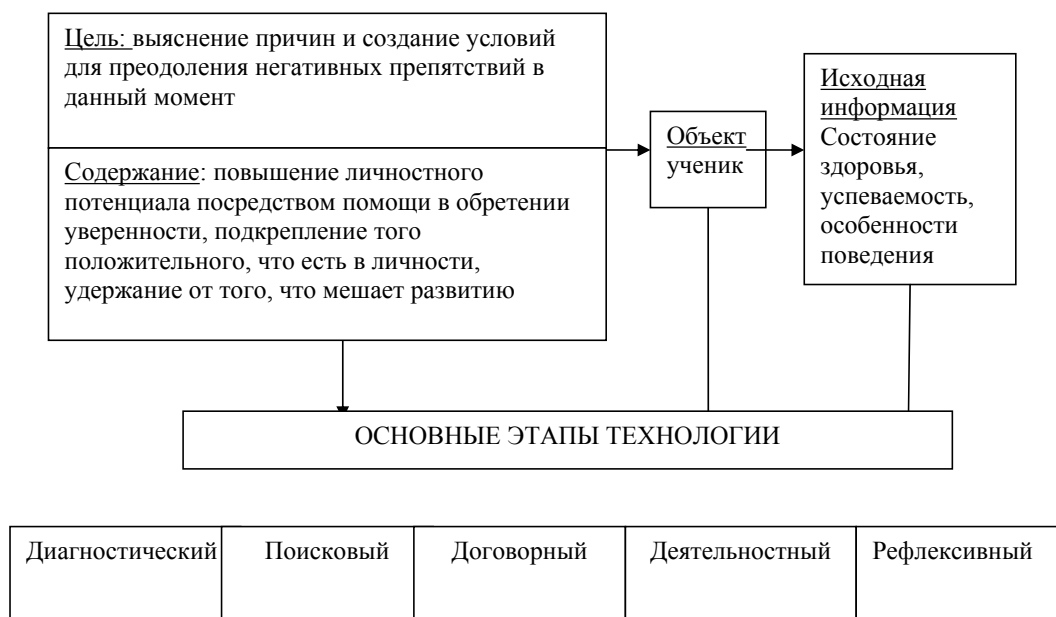 Цель: выяснение причин и создание условий
для преодоления негативных препятствий в
данный момент
Содержание: повышение личностного
потенциала посредством помощи в обретении
уверенности, подкрепление того
положительного, что есть в личности,
удержание от того, что мешает развитию
Объект
ученик
Исходная
информация
Состояние
здоровья,
успеваемость,
особенности
поведения
ОСНОВНЫЕ ЭТАПЫ ТЕХНОЛОГИИ
Диагностический
Поисковый
Договорный
Деятельностный
Рефлексивный